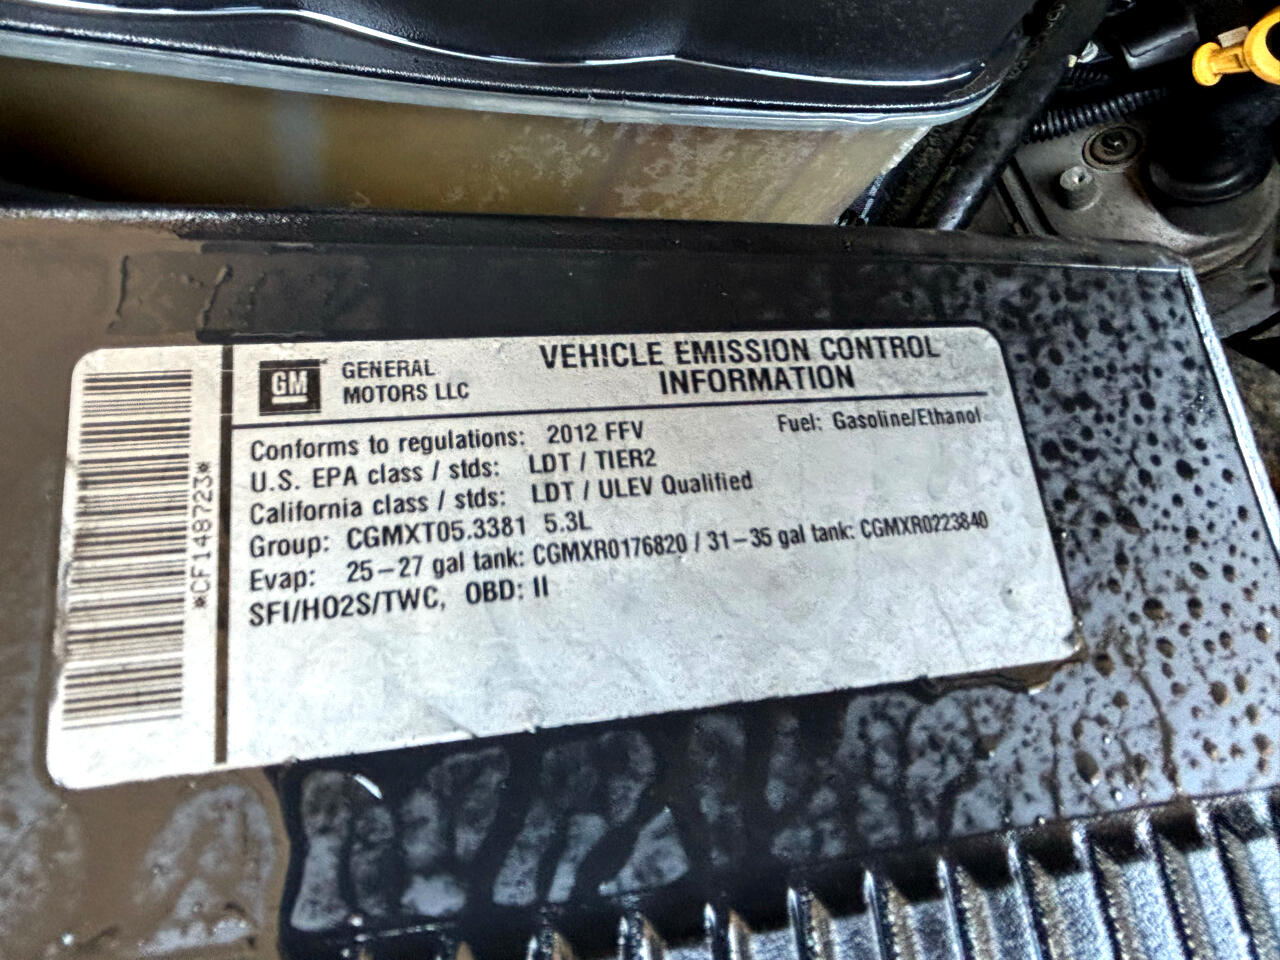 GM
GENERAL
MOTORS LLC
VEHICLE EMISSION CONTROL
INFORMATION
Conforms to regulations: 2012 FFV Fuel: Gasoline/Ethanol
U.S. EPA class / stds: LDT / TIER2
California class / stds: LDT / ULEV Qualified
Group: CGMXT05.3381 5.3L
Evap: 25-27 gal tank: CGMXR0176820 / 31-35 gal tank: CGMXR0223840
SFI/HO2S/TWC, OBD: II
*CF148723*